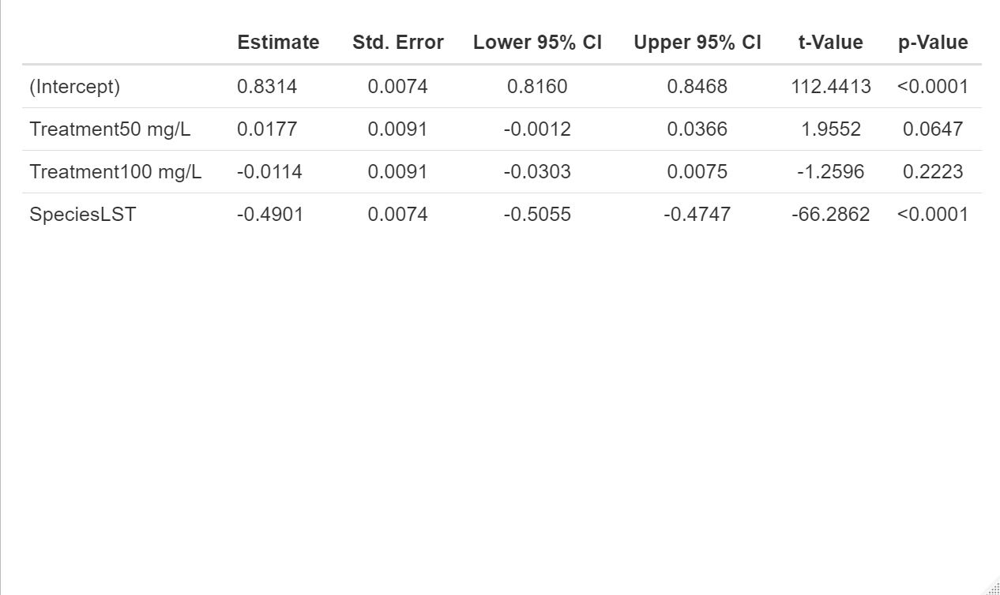 Estimate Std. Error Lower 95% CI Upper 95% CI t-Value p-Value
(Intercept) 0.8314 0.0074 0.8160 0.8468 112.4413 <0.0001
Treatment50 mg/L 0.0177 0.0091 -0.0012 0.0366 1.9552 0.0647
Treatment100 mg/L -0.0114 0.0091 -0.0303 0.0075 -1.2596 0.2223
SpeciesLST -0.4901 0.0074 -0.5055 -0.4747 -66.2862 <0.0001